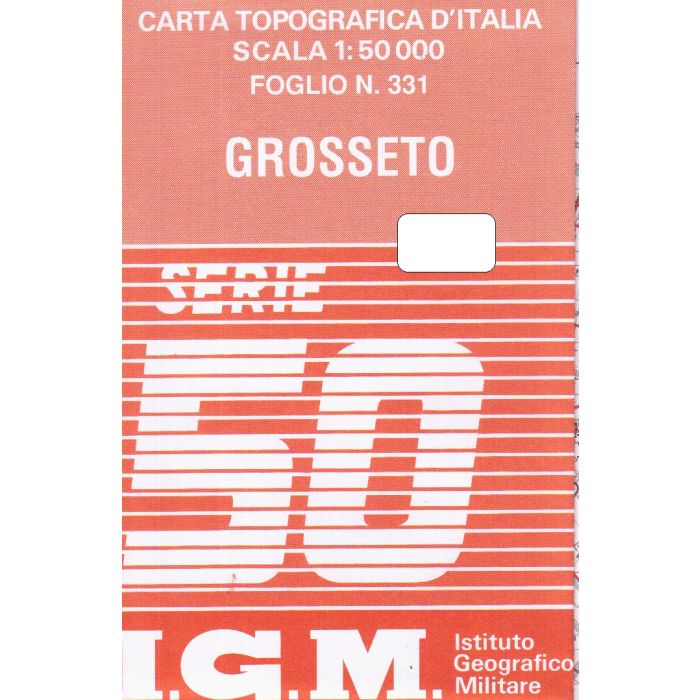 CARTA TOPOGRAFICA D'ITALIA
SCALA 1:50 000
FOGLIO N. 331
GROSSETO
SERIE
50
I.G.M.
Istituto
Geografico
Militare